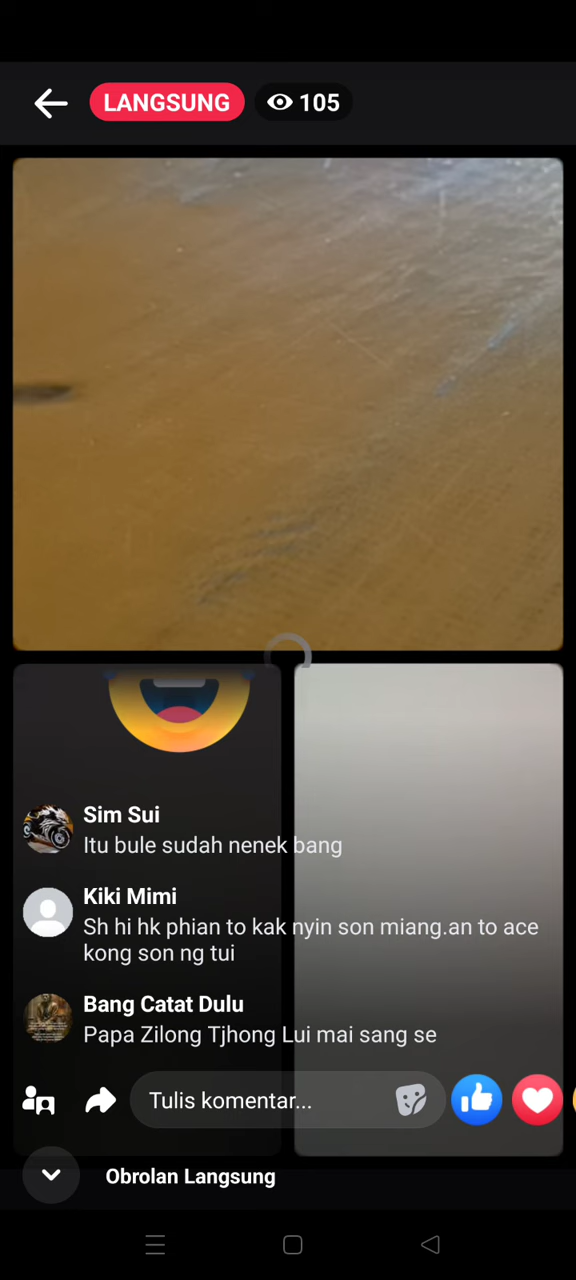 LANGSUNG
105
Sim Sui
Itu bule sudah nenek bang
Kiki Mimi
Sh hi hk phian to kak nyin son miang.an to ace
kong son ng tui
Bang Catat Dulu
Papa Zilong Tjhong Lui mai sang se
Tulis komentar...
Obrolan Langsung